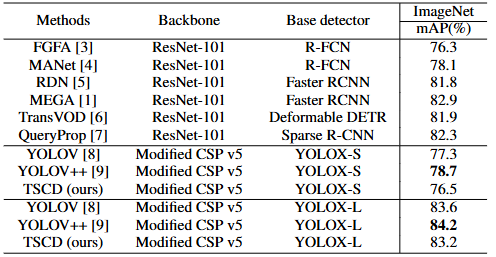 Methods Backbone Base detector ImageNet
mAP(%)
FGFA [3] ResNet-101 R-FCN 76.3
MANet [4] ResNet-101 R-FCN 78.1
RDN [5] ResNet-101 Faster RCNN 81.8
MEGA [1] ResNet-101 Faster RCNN 82.9
TransVOD [6] ResNet-101 Deformable DETR 81.9
QueryProp [7] ResNet-101 Sparse R-CNN 82.3
YOLOV [8] Modified CSP v5 YOLOX-S 77.3
YOLOV++ [9] Modified CSP v5 YOLOX-S 78.7
TSCD (ours) Modified CSP v5 YOLOX-S 76.5
YOLOV [8] Modified CSP v5 YOLOX-L 83.6
YOLOV++ [9] Modified CSP v5 YOLOX-L 84.2
TSCD (ours) Modified CSP v5 YOLOX-L 83.2